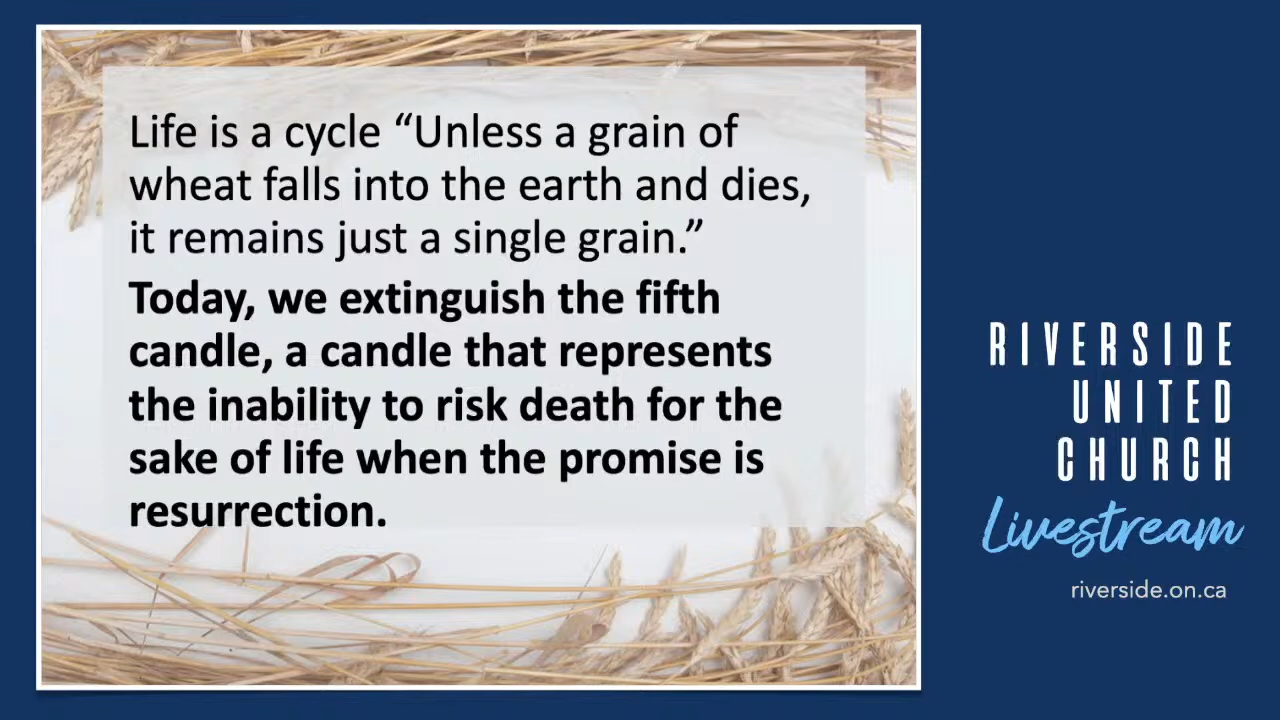 Life is a cycle “Unless a grain of
wheat falls into the earth and dies,
it remains just a single grain.”
Today, we extinguish the fifth
candle, a candle that represents
the inability to risk death for the
sake of life when the promise is
resurrection.
RIVERSIDE
UNITED
CHURCH
Livestream
riverside.on.ca